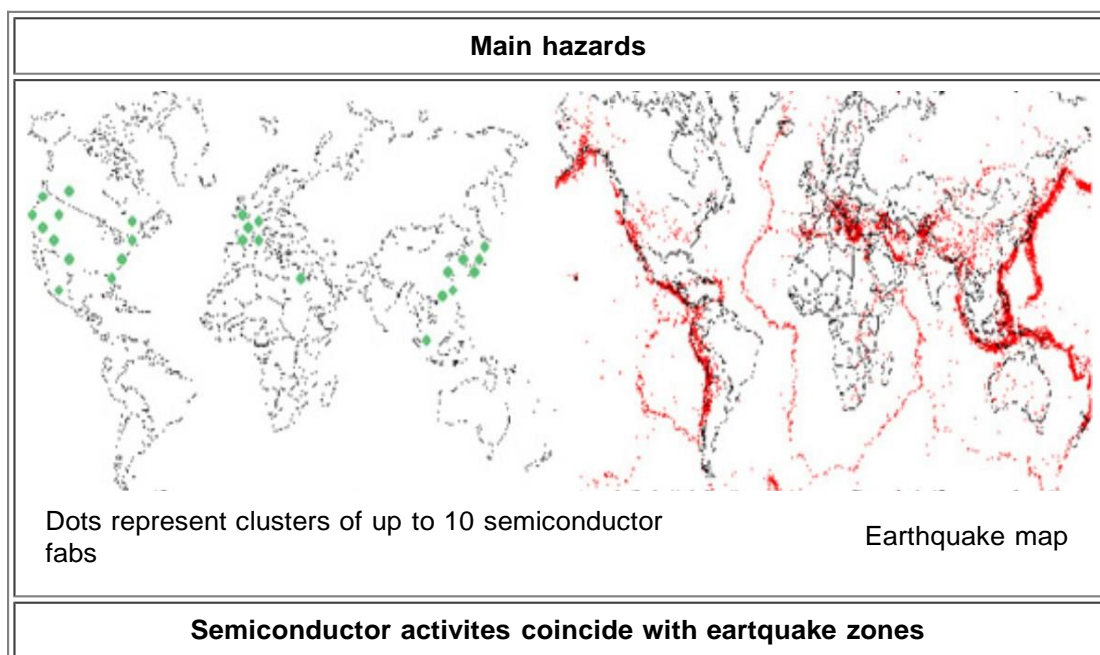 Main hazards
Dots represent clusters of up to 10 semiconductor
fabs
Earthquake map
Semiconductor activites coincide with eartquake zones